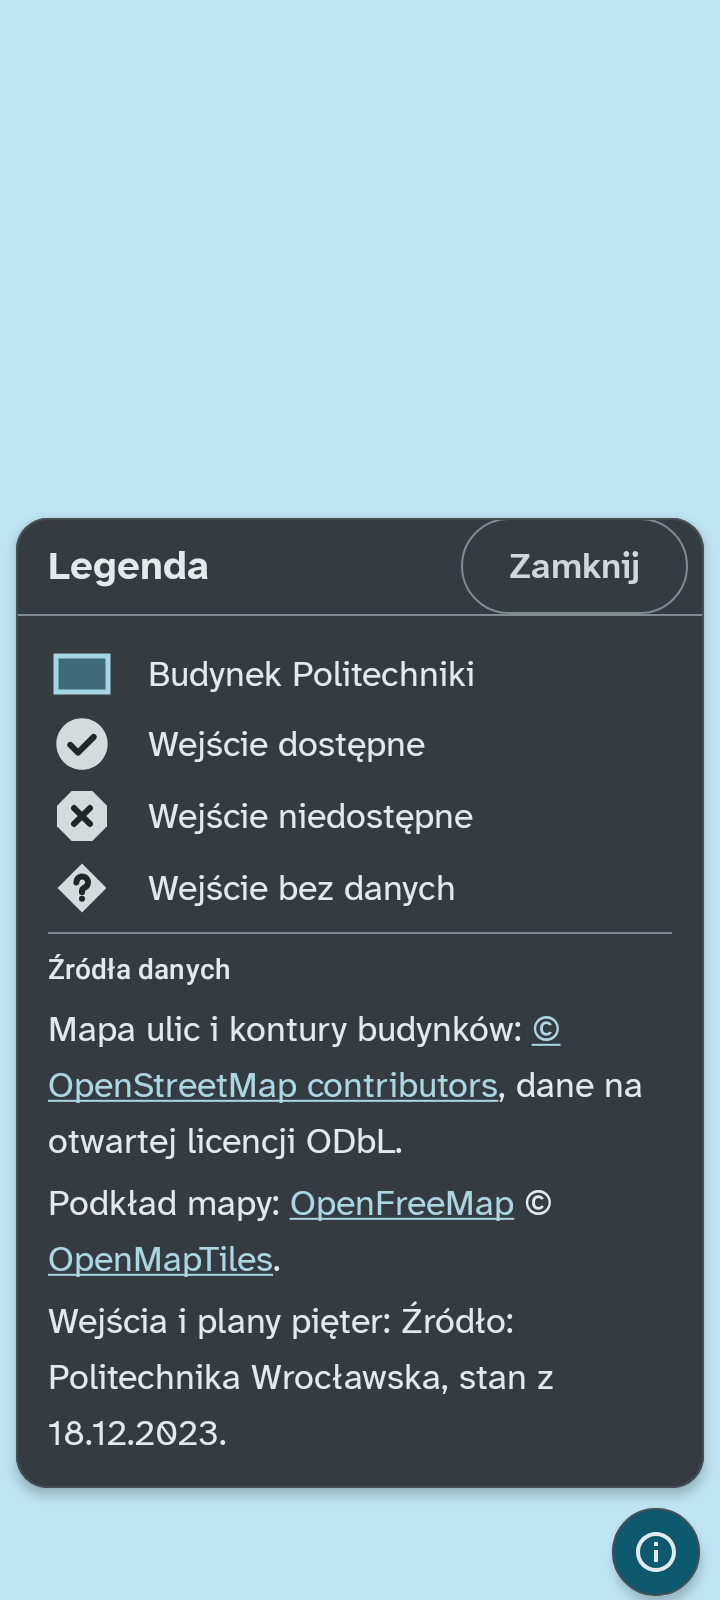 Legenda
Zamknij
Budynek Politechniki
Wejście dostępne
Wejście niedostępne
Wejście bez danych
Źródła danych
Mapa ulic i kontury budynków: ©
OpenStreetMap contributors, dane na
otwartej licencji ODbL.
Podkład mapy: OpenFreeMap ©
OpenMapTiles.
Wejścia i plany pięter: Źródło:
Politechnika Wrocławska, stan z
18.12.2023.